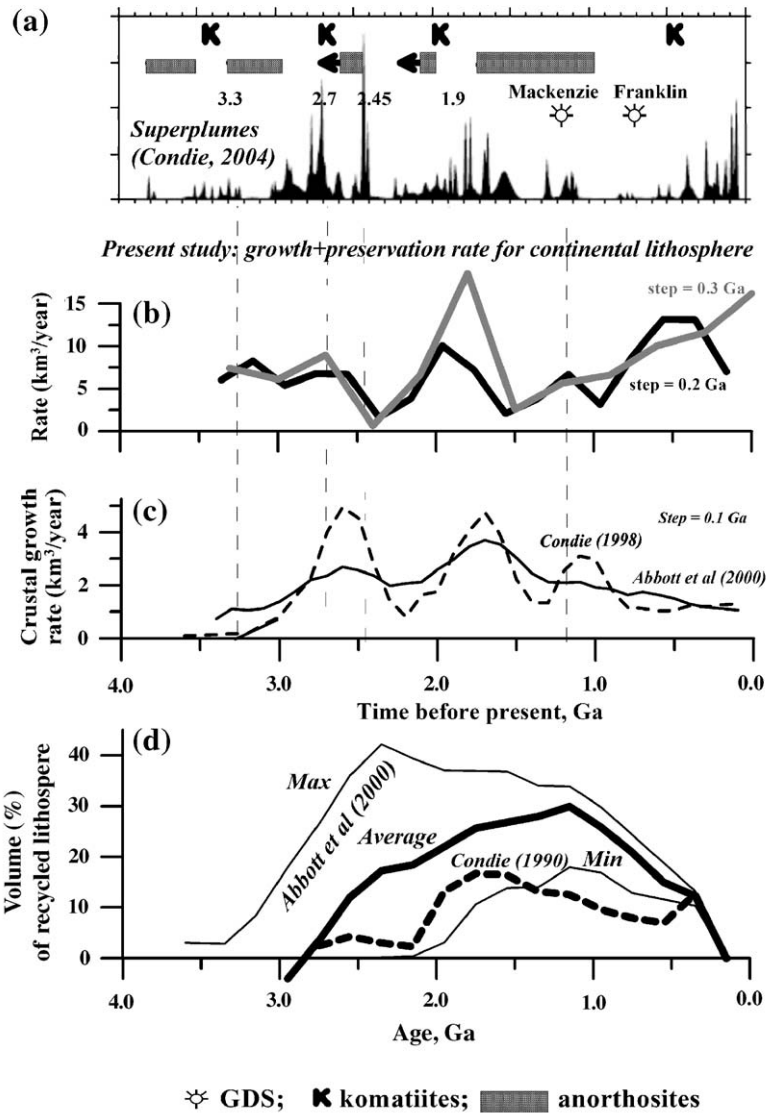 (a)
K K K K
3.3 2.7 2.45 1.9 Mackenzie Franklin
Superplumes
(Condie, 2004)
Present study: growth+preservation rate for continental lithosphere
(b)
step = 0.3 Ga
step = 0.2 Ga
Rate (km³/year)
15
10
5
0
(c)
Step = 0.1 Ga
Condie (1998)
Abbott et al (2000)
Crustal growth
rate (km³/year)
4
2
0
4.0 3.0 2.0 1.0 0.0
Time before present, Ga
(d)
Max
Abbott et al (2000)
Average
Condie (1990)
Min
Volume (%)
of recycled lithospere
40
30
20
10
0
4.0 3.0 2.0 1.0 0.0
Age, Ga
GDS; K komatiites; anorthosites